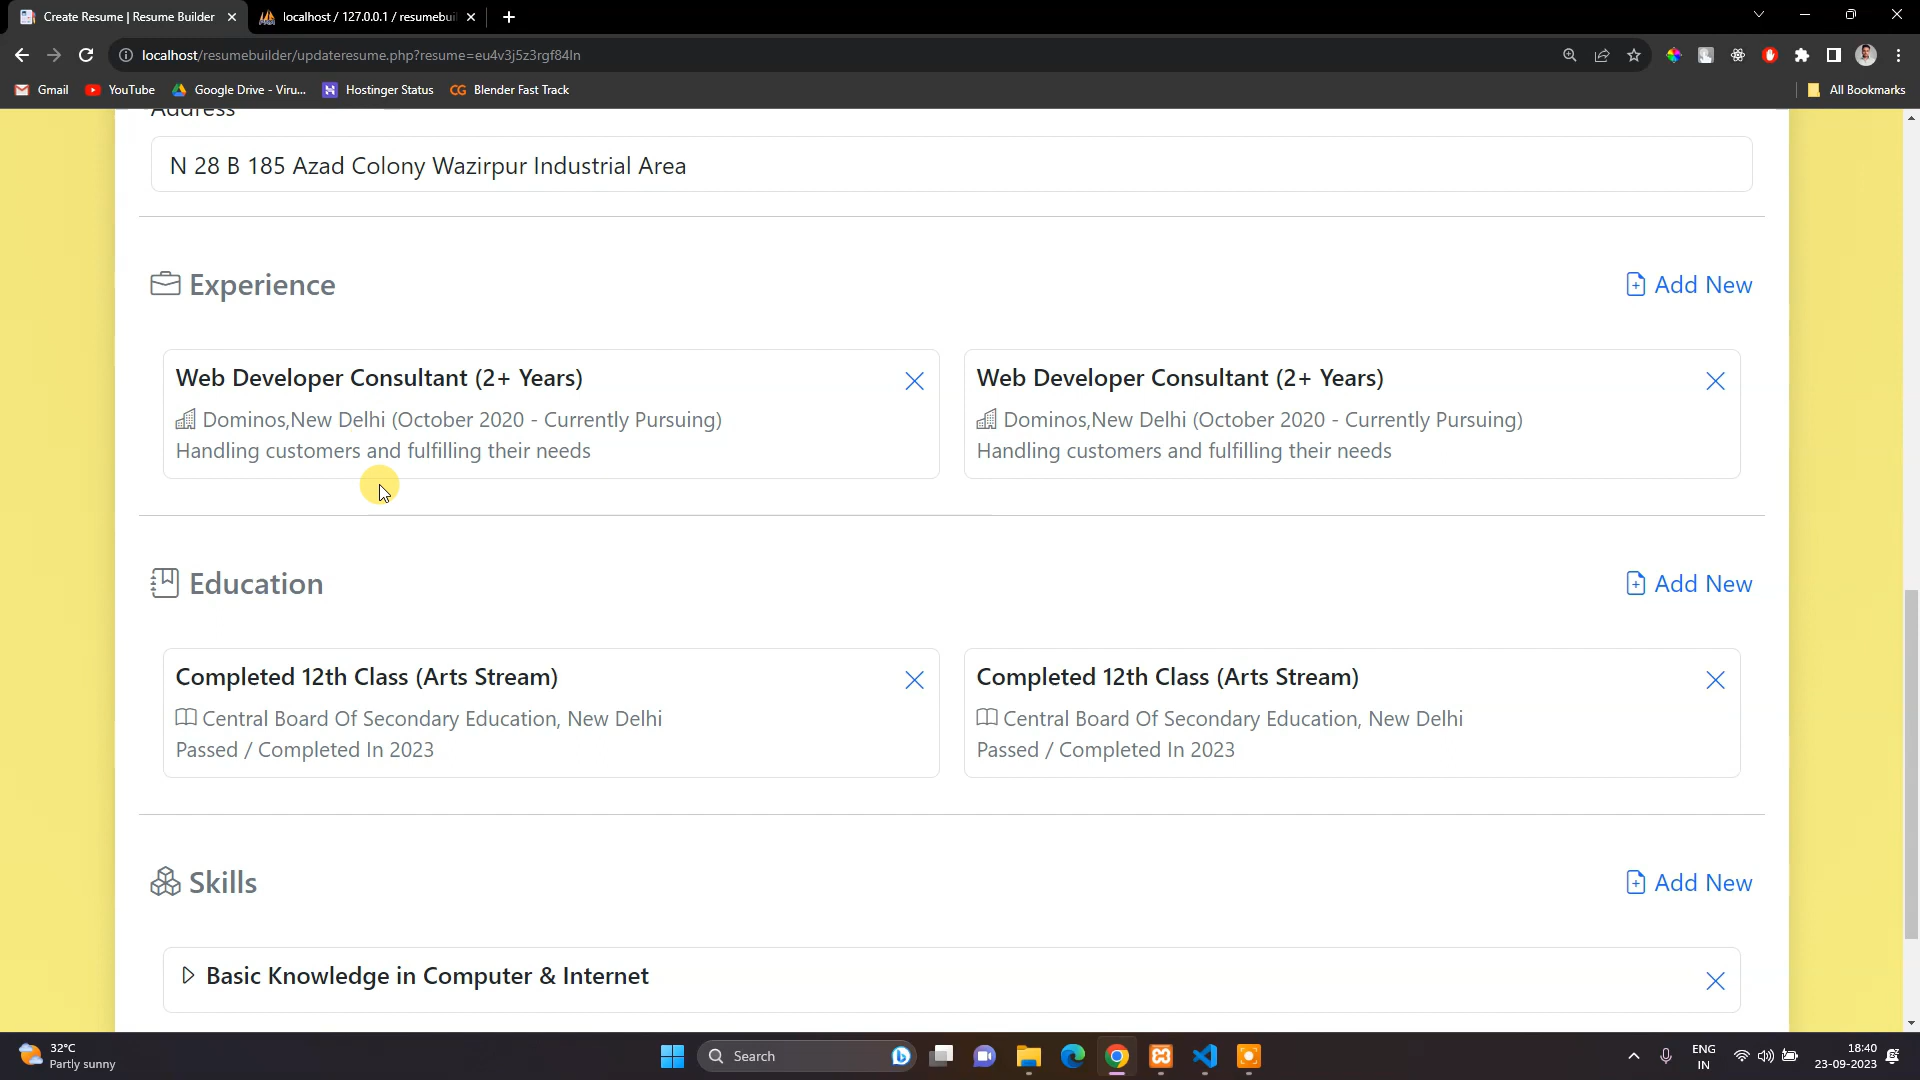 Create Resume | Resume Builder
localhost / 127.0.0.1 / resumebui
localhost/resumebuilder/updateresume.php?resume=eu4v3j5z3rgf84ln
Gmail
YouTube
Google Drive - Viru...
Hostinger Status
CG Blender Fast Track
All Bookmarks
Address
N 28 B 185 Azad Colony Wazirpur Industrial Area
Experience
Add New
Web Developer Consultant (2+ Years)
Dominos,New Delhi (October 2020 - Currently Pursuing)
Handling customers and fulfilling their needs
Web Developer Consultant (2+ Years)
Dominos,New Delhi (October 2020 - Currently Pursuing)
Handling customers and fulfilling their needs
Education
Add New
Completed 12th Class (Arts Stream)
Central Board Of Secondary Education, New Delhi
Passed / Completed In 2023
Completed 12th Class (Arts Stream)
Central Board Of Secondary Education, New Delhi
Passed / Completed In 2023
Skills
Add New
Basic Knowledge in Computer & Internet
32°C
Partly sunny
Search
ENG
IN
18:40
23-09-2023